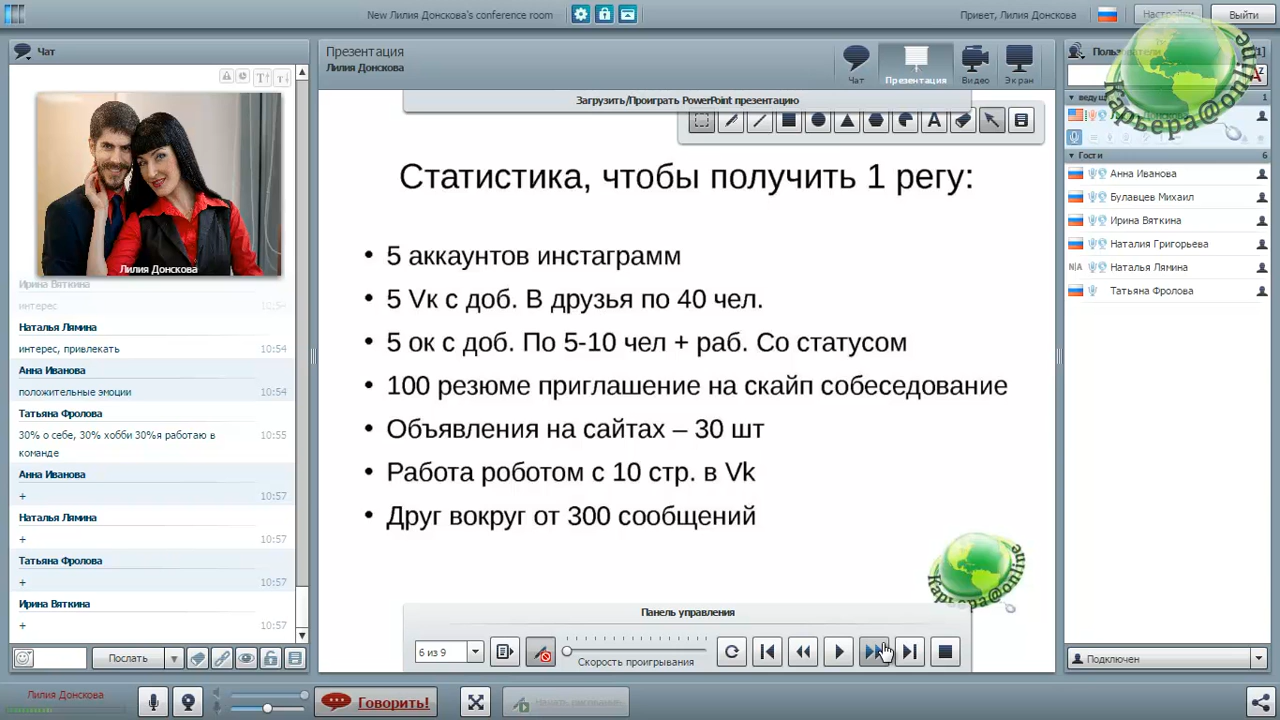 New Лилия Донскова's conference room
Привет, Лилия Донскова
Настройки
Выйти
Чат
Лилия Донскова
Ирина Вяткина
интерес
10:54
Наталья Лямина
интерес, привлекать
10:54
Анна Иванова
положительные эмоции
10:54
Татьяна Фролова
30% о себе, 30% хобби 30%я работаю в
команде
10:55
Анна Иванова
+
10:57
Наталья Лямина
+
10:57
Татьяна Фролова
+
10:57
Ирина Вяткина
+
10:57
Послать
Презентация
Лилия Донскова
Чат
Презентация
Видео
Экран
Загрузить/Проиграть PowerPoint презентацию
Статистика, чтобы получить 1 регу:
• 5 аккаунтов инстаграмм
• 5 Vк с доб. В друзья по 40 чел.
• 5 ок с доб. По 5-10 чел + раб. Со статусом
• 100 резюме приглашение на скайп собеседование
• Объявления на сайтах – 30 шт
• Работа роботом с 10 стр. в Vk
• Друг вокруг от 300 сообщений
Карьера@online
Панель управления
6 из 9
Скорость проигрывания
Карьера@online
1
Гости
6
Анна Иванова
Булавцев Михаил
Ирина Вяткина
Наталия Григорьева
N/A
Наталья Лямина
Татьяна Фролова
Подключен
Лилия Донскова
Говорить!